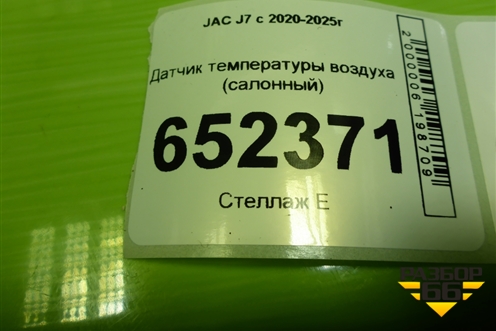 JAC J7 с 2020-2025г
Датчик температуры воздуха
(салонный)
652371
Стеллаж Е
2000006198709
РАЗБОР
66